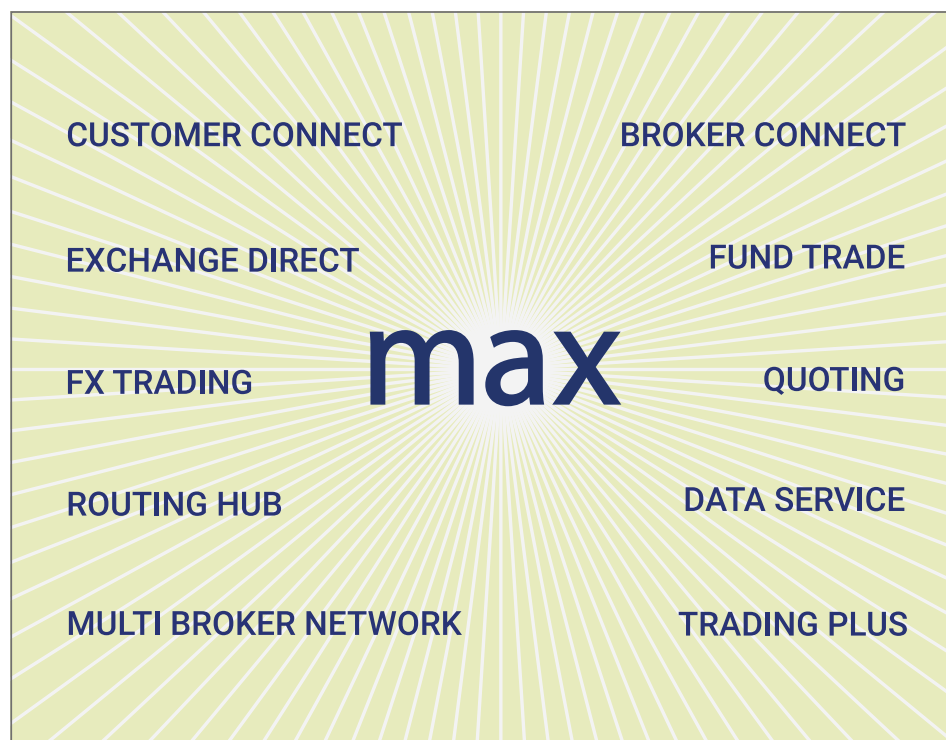 CUSTOMER CONNECT
BROKER CONNECT
EXCHANGE DIRECT
FUND TRADE
max
FX TRADING
QUOTING
ROUTING HUB
DATA SERVICE
MULTI BROKER NETWORK
TRADING PLUS